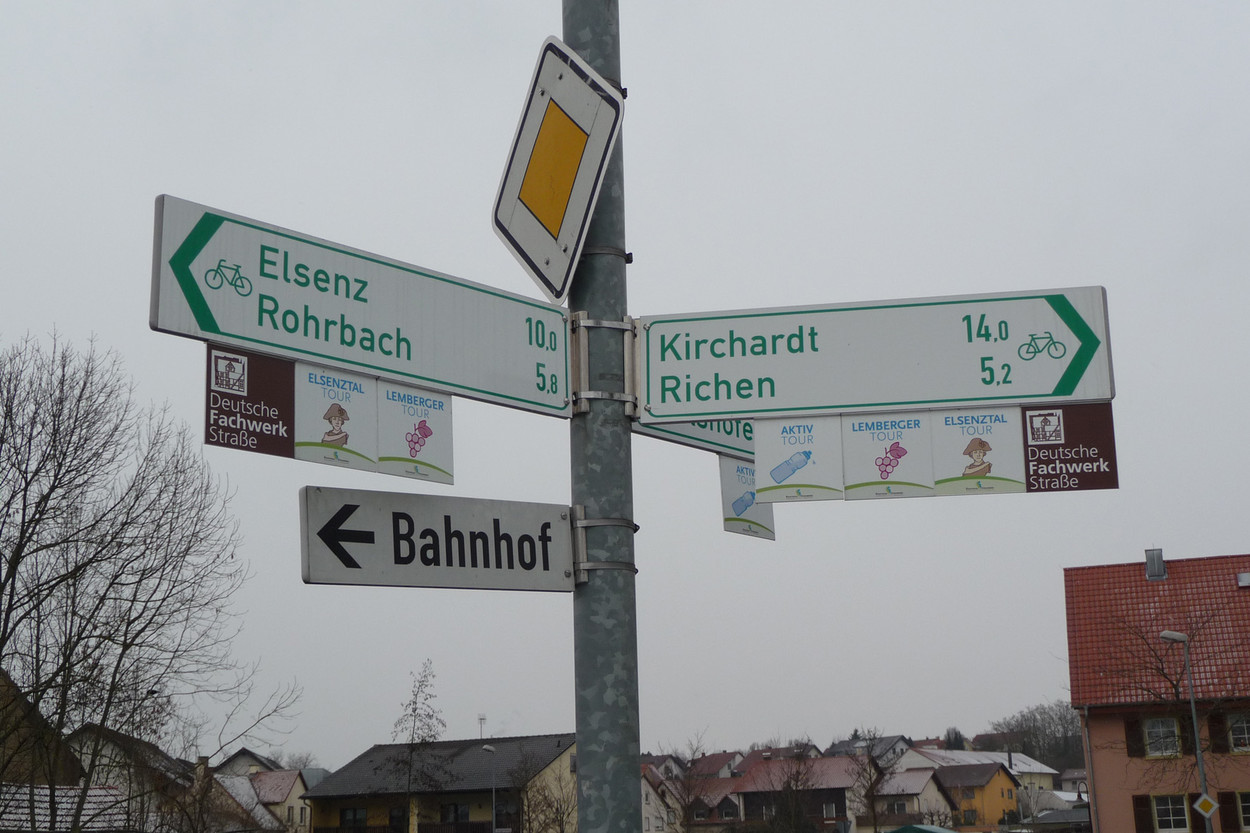 Elsenz 10,0
Rohrbach 5,8
Deutsche
Fachwerk
Straße
ELSENZTAL
TOUR
LEMBERGER
TOUR
Kirchardt 14,0
Richen 5,2
AKTIV
TOUR
LEMBERGER
TOUR
ELSENZTAL
TOUR
Deutsche
Fachwerk
Straße
AKTIV
TOUR
Bahnhof